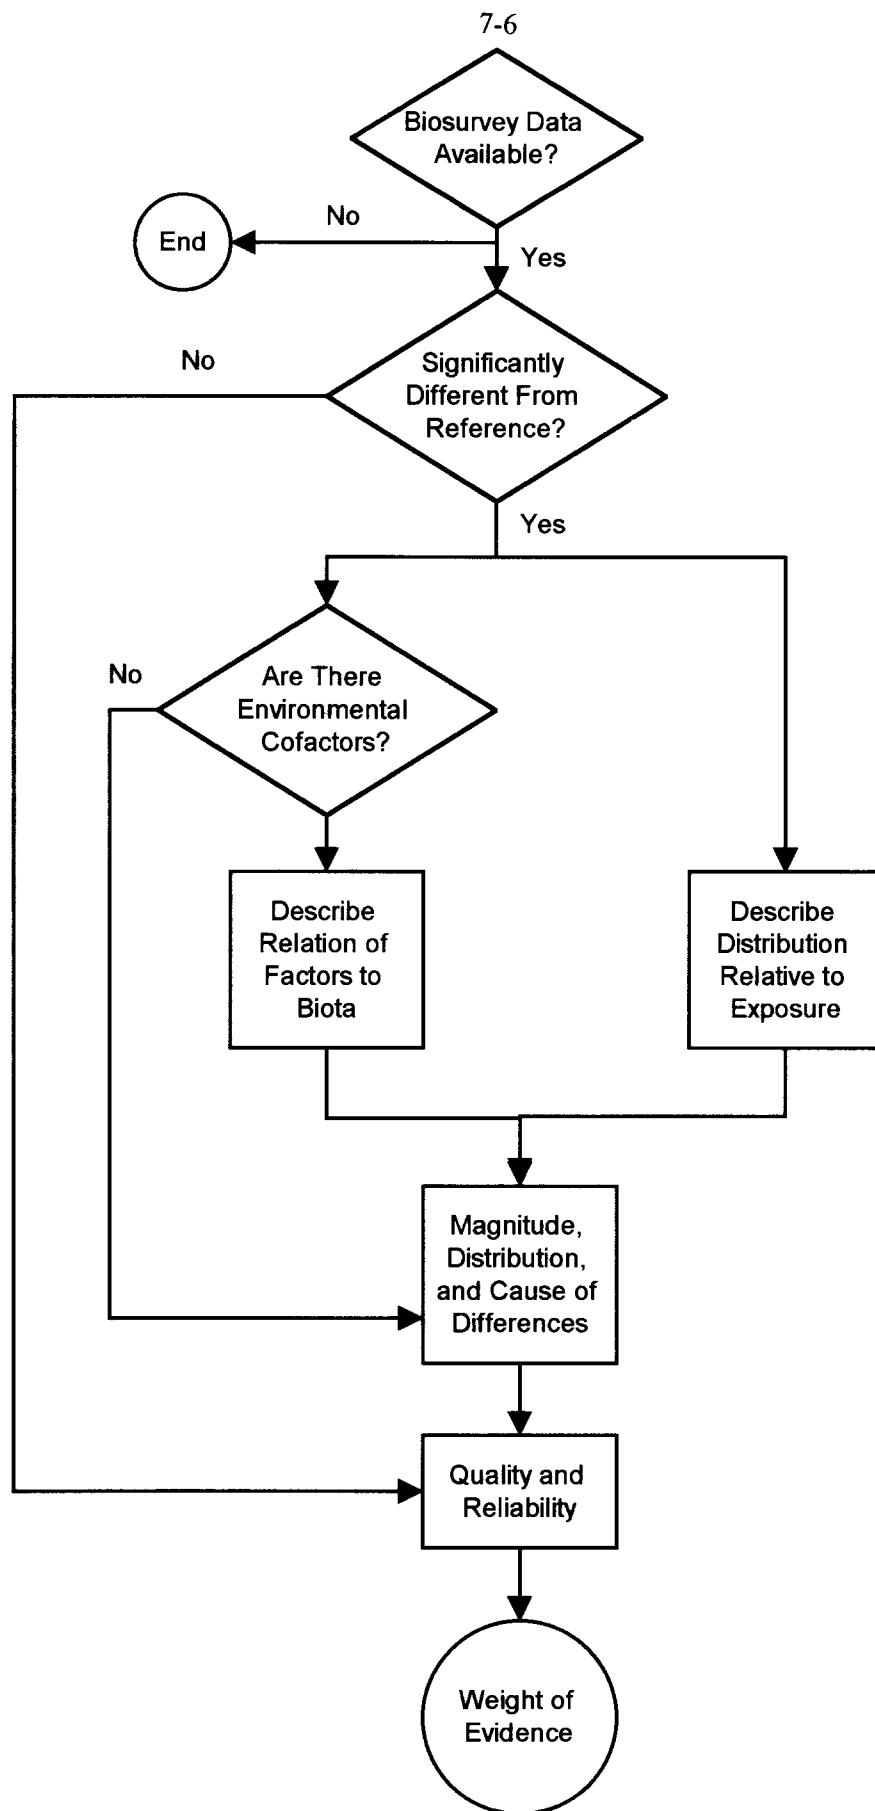 7-6
Biosurvey Data
Available?
No
End
Yes
No
Significantly
Different From
Reference?
Yes
No
Are There
Environmental
Cofactors?
Describe
Relation of
Factors to
Biota
Describe
Distribution
Relative to
Exposure
Magnitude,
Distribution,
and Cause of
Differences
Quality and
Reliability
Weight of
Evidence